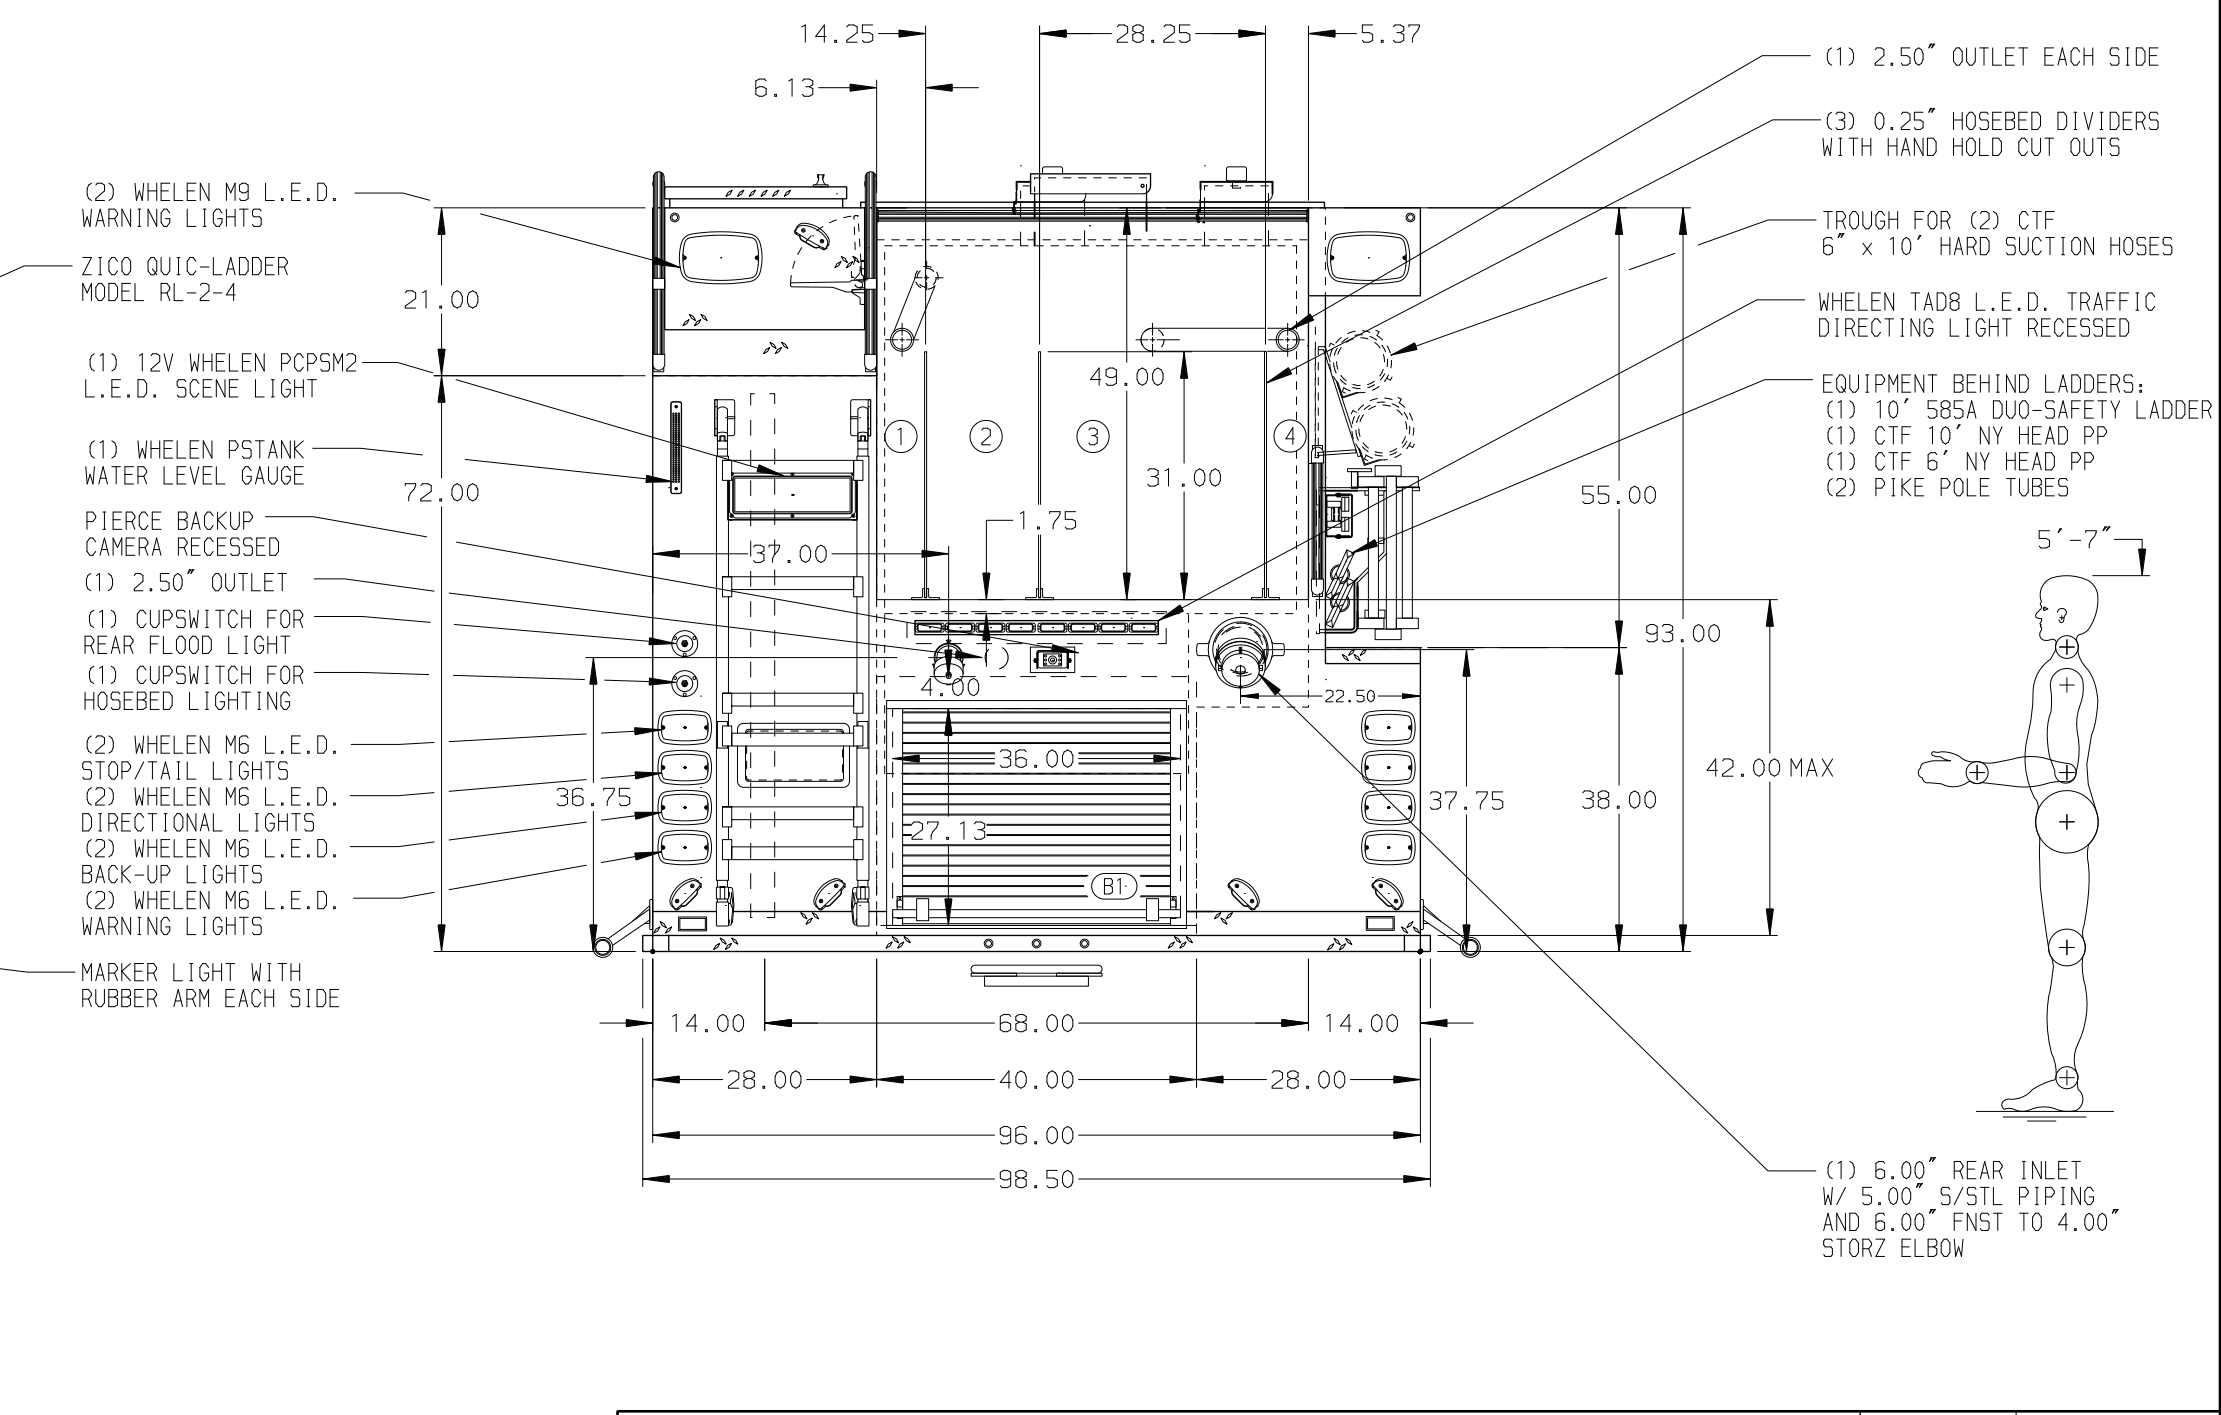 14.25
28.25
5.37
6.13
(2) WHELEN M9 L.E.D.
WARNING LIGHTS
ZICO QUIC-LADDER
MODEL RL-2-4
(1) 12V WHELEN PCPSM2
L.E.D. SCENE LIGHT
(1) WHELEN PSTANK
WATER LEVEL GAUGE
PIERCE BACKUP
CAMERA RECESSED
(1) 2.50" OUTLET
(1) CUPSWITCH FOR
REAR FLOOD LIGHT
(1) CUPSWITCH FOR
HOSEBED LIGHTING
(2) WHELEN M6 L.E.D.
STOP/TAIL LIGHTS
(2) WHELEN M6 L.E.D.
DIRECTIONAL LIGHTS
(2) WHELEN M6 L.E.D.
BACK-UP LIGHTS
(2) WHELEN M6 L.E.D.
WARNING LIGHTS
MARKER LIGHT WITH
RUBBER ARM EACH SIDE
21.00
72.00
36.75
37.00
1
2
3
4
49.00
31.00
1.75
4.00
36.00
27.13
B1
22.50
37.75
55.00
38.00
93.00
42.00 MAX
14.00
68.00
14.00
28.00
40.00
28.00
96.00
98.50
(1) 2.50" OUTLET EACH SIDE
(3) 0.25" HOSEBED DIVIDERS
WITH HAND HOLD CUT OUTS
TROUGH FOR (2) CTF
6" x 10' HARD SUCTION HOSES
WHELEN TAD8 L.E.D. TRAFFIC
DIRECTING LIGHT RECESSED
EQUIPMENT BEHIND LADDERS:
(1) 10' 585A DUO-SAFETY LADDER
(1) CTF 10' NY HEAD PP
(1) CTF 6' NY HEAD PP
(2) PIKE POLE TUBES
5'-7"
(1) 6.00" REAR INLET
W/ 5.00" S/STL PIPING
AND 6.00" FNST TO 4.00"
STORZ ELBOW